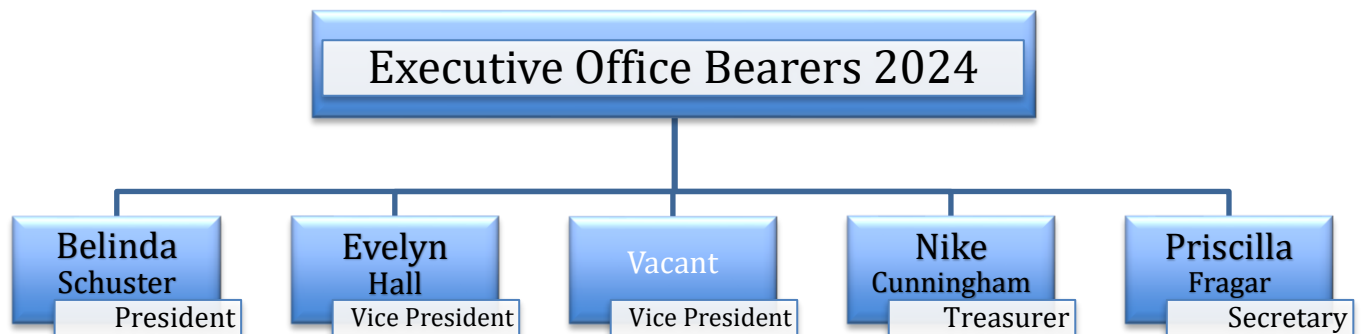 Executive Office Bearers 2024
Belinda
Schuster
President
Evelyn
Hall
Vice President
Vacant
Vice President
Nike
Cunningham
Treasurer
Priscilla
Fragar
Secretary